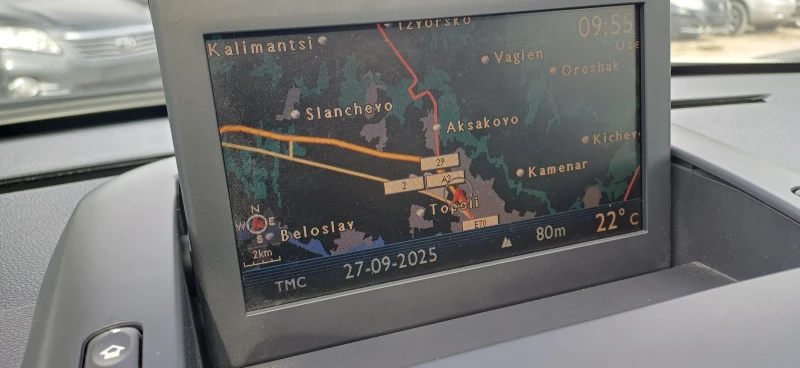 Izvorsko
09:55
Kalimantsi
Vaglen
Oreshak
Slanchevo
Aksakovo
Kichev
29
Kamenar
2
A2
Topoli
N
W E
S
Beloslav
E70
2km
TMC
27-09-2025
80m
22° C